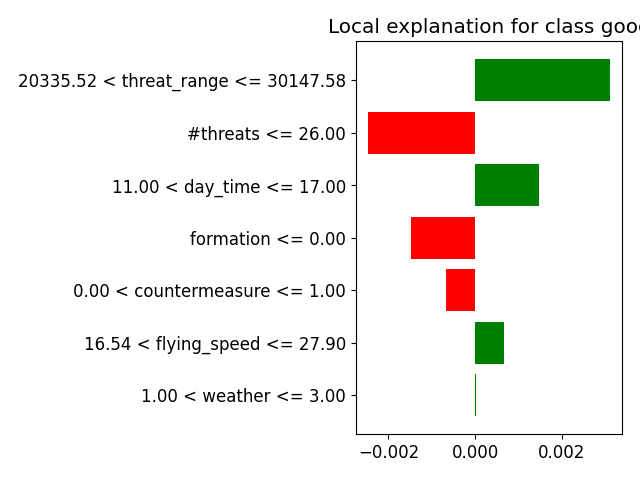 Local explanation for class goo
20335.52 < threat_range <= 30147.58
#threats <= 26.00
11.00 < day_time <= 17.00
formation <= 0.00
0.00 < countermeasure <= 1.00
16.54 < flying_speed <= 27.90
1.00 < weather <= 3.00
−0.002 0.000 0.002